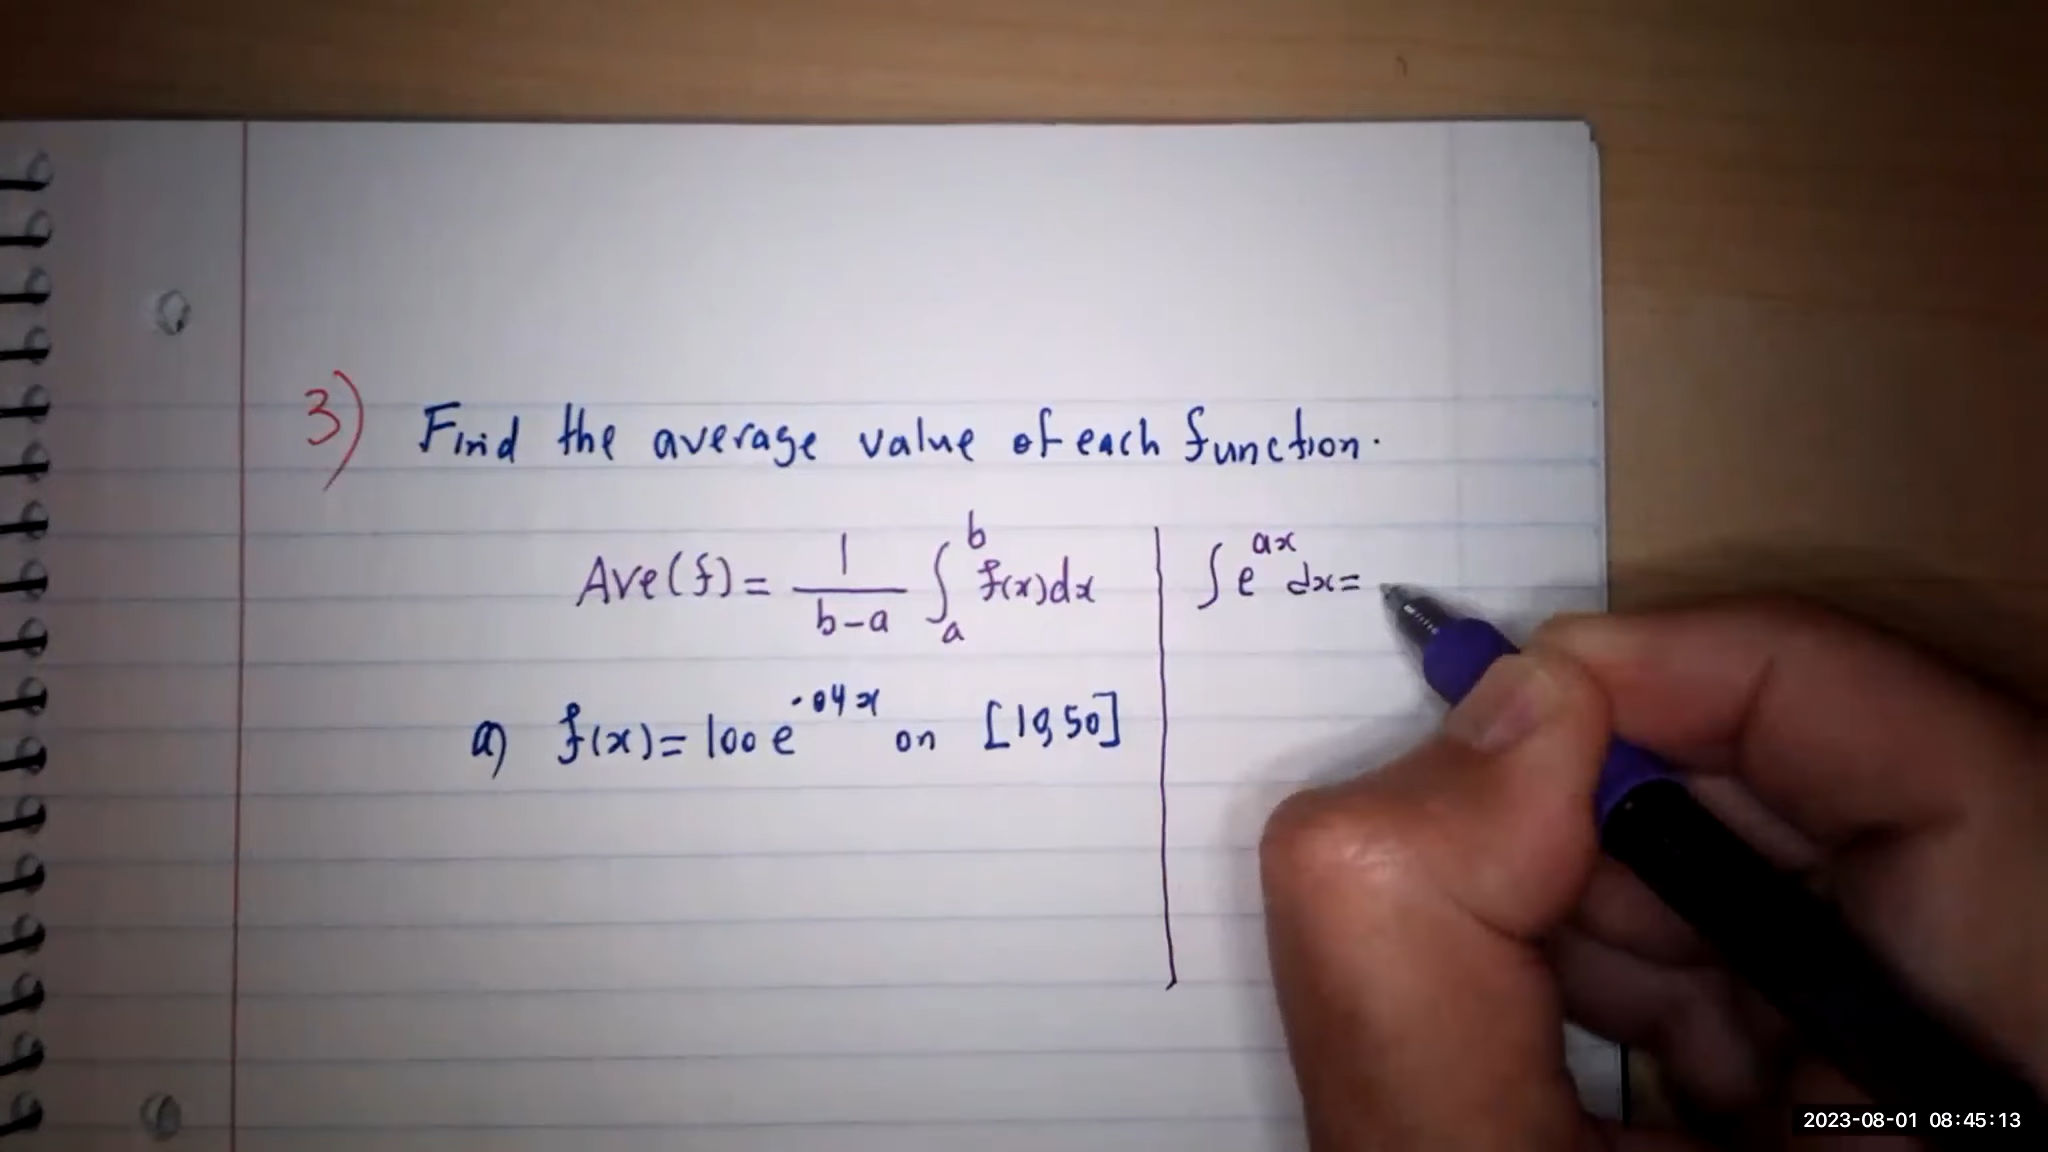 3) Find the average value of each function.
Ave(f) = 1/(b-a) ∫_a^b f(x)dx | ∫ e^(ax) dx =
a) f(x) = 100 e^(.04x) on [10,50]
2023-08-01 08:45:13